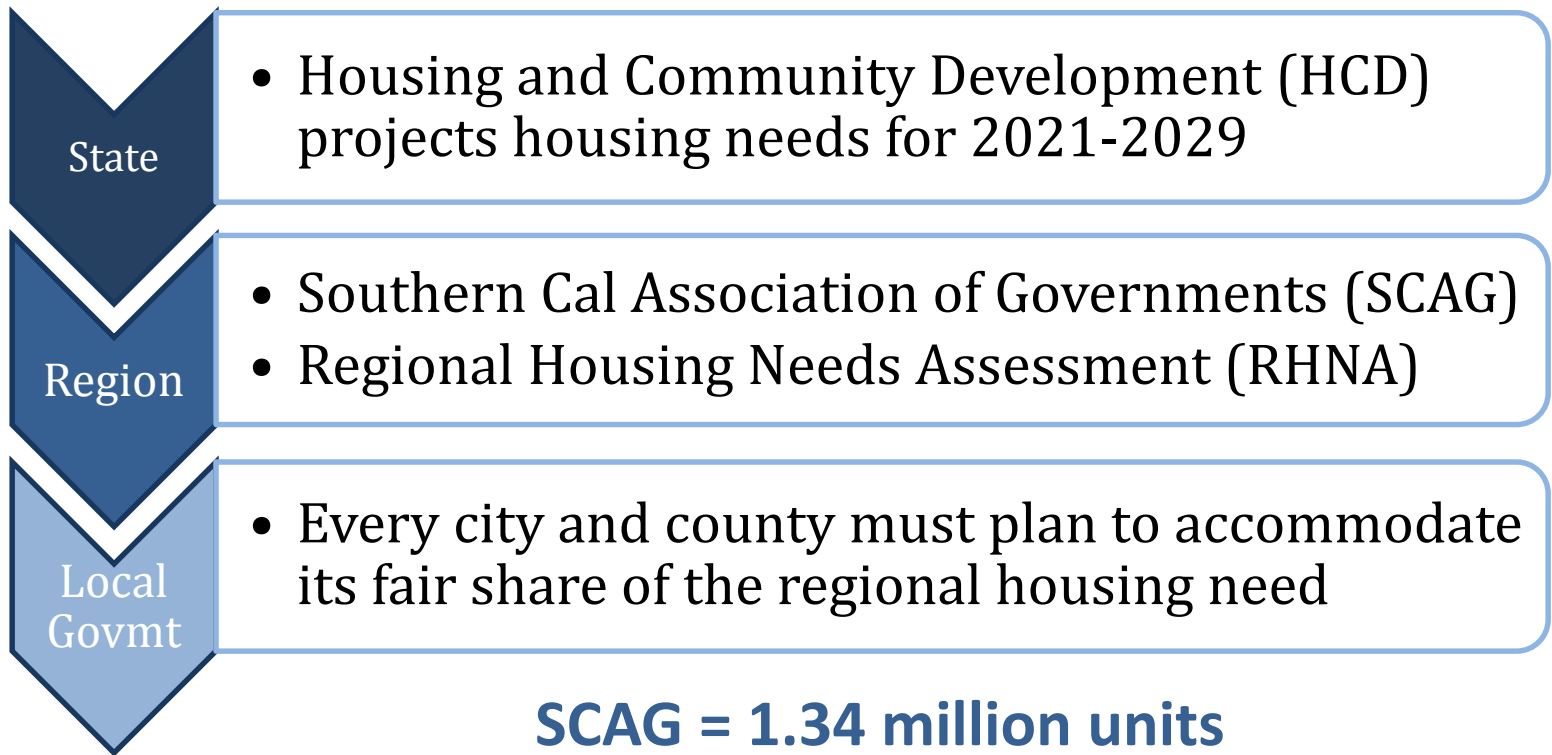 State
• Housing and Community Development (HCD)
projects housing needs for 2021-2029
Region
• Southern Cal Association of Governments (SCAG)
• Regional Housing Needs Assessment (RHNA)
Local
Govmt
• Every city and county must plan to accommodate
its fair share of the regional housing need
SCAG = 1.34 million units